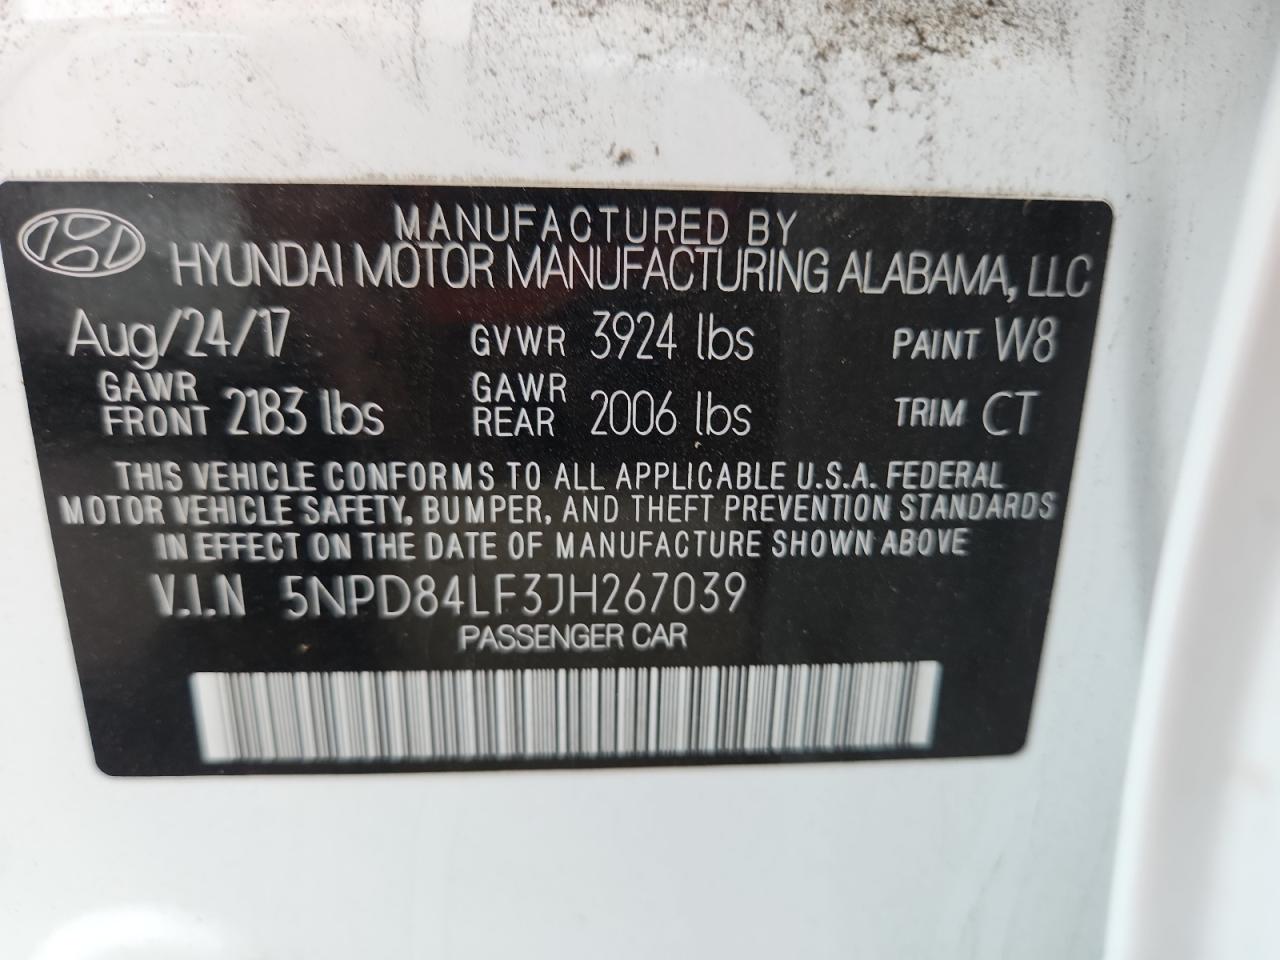 MANUFACTURED BY
HYUNDAI MOTOR MANUFACTURING ALABAMA, LLC
Aug/24/17 GVWR 3924 lbs PAINT W8
GAWR FRONT 2183 lbs GAWR REAR 2006 lbs TRIM CT
THIS VEHICLE CONFORMS TO ALL APPLICABLE U.S.A. FEDERAL
MOTOR VEHICLE SAFETY, BUMPER, AND THEFT PREVENTION STANDARDS
IN EFFECT ON THE DATE OF MANUFACTURE SHOWN ABOVE
V.I.N 5NPD84LF3JH267039
PASSENGER CAR